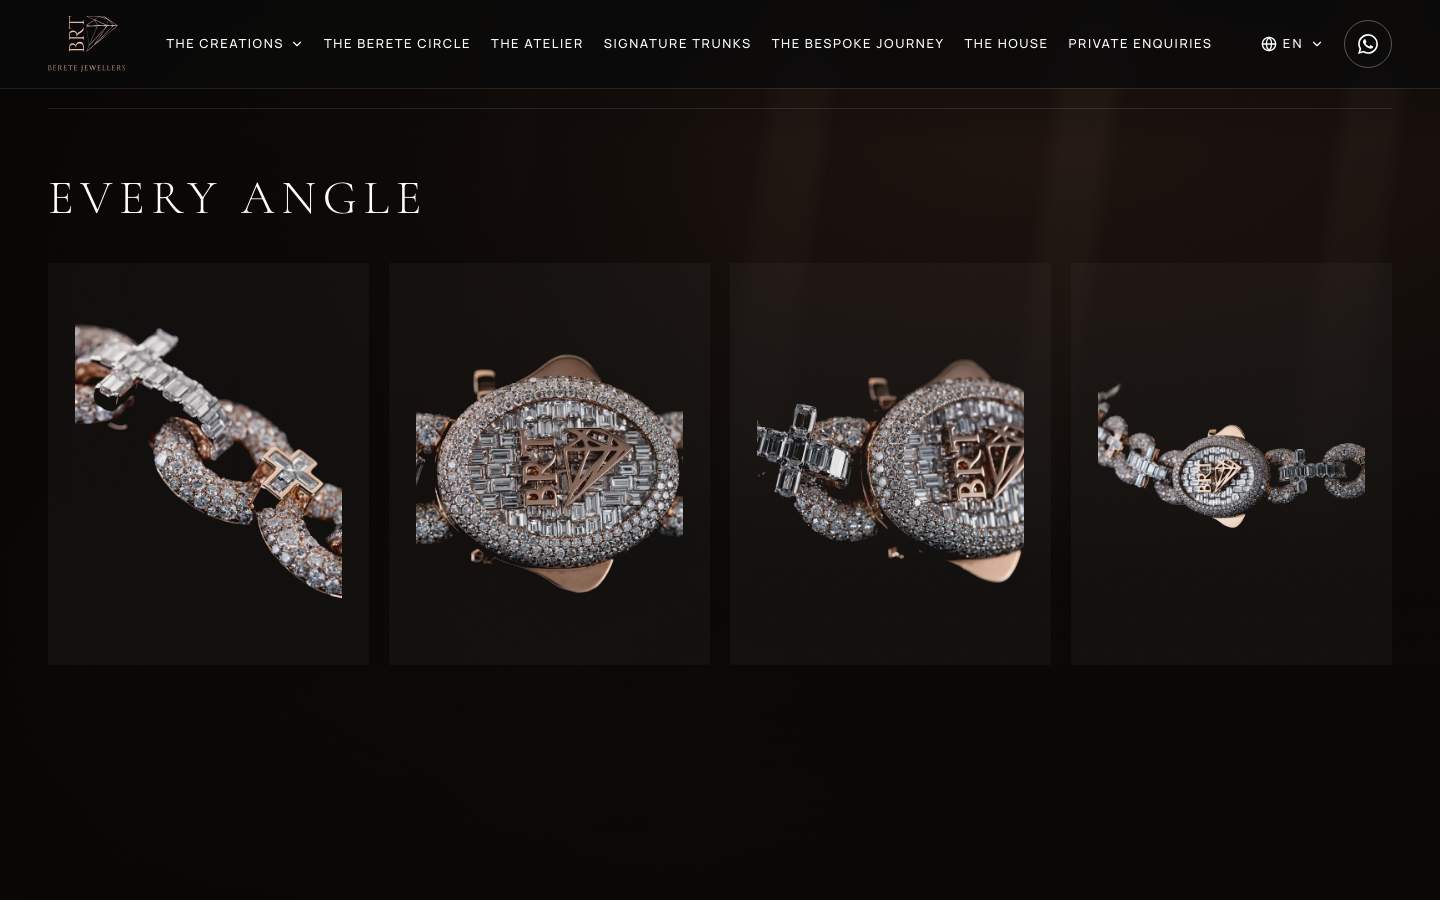 BRT
BERETE JEWELLERS
THE CREATIONS
THE BERETE CIRCLE
THE ATELIER
SIGNATURE TRUNKS
THE BESPOKE JOURNEY
THE HOUSE
PRIVATE ENQUIRIES
EN
EVERY ANGLE
BRT
BRT
BRT